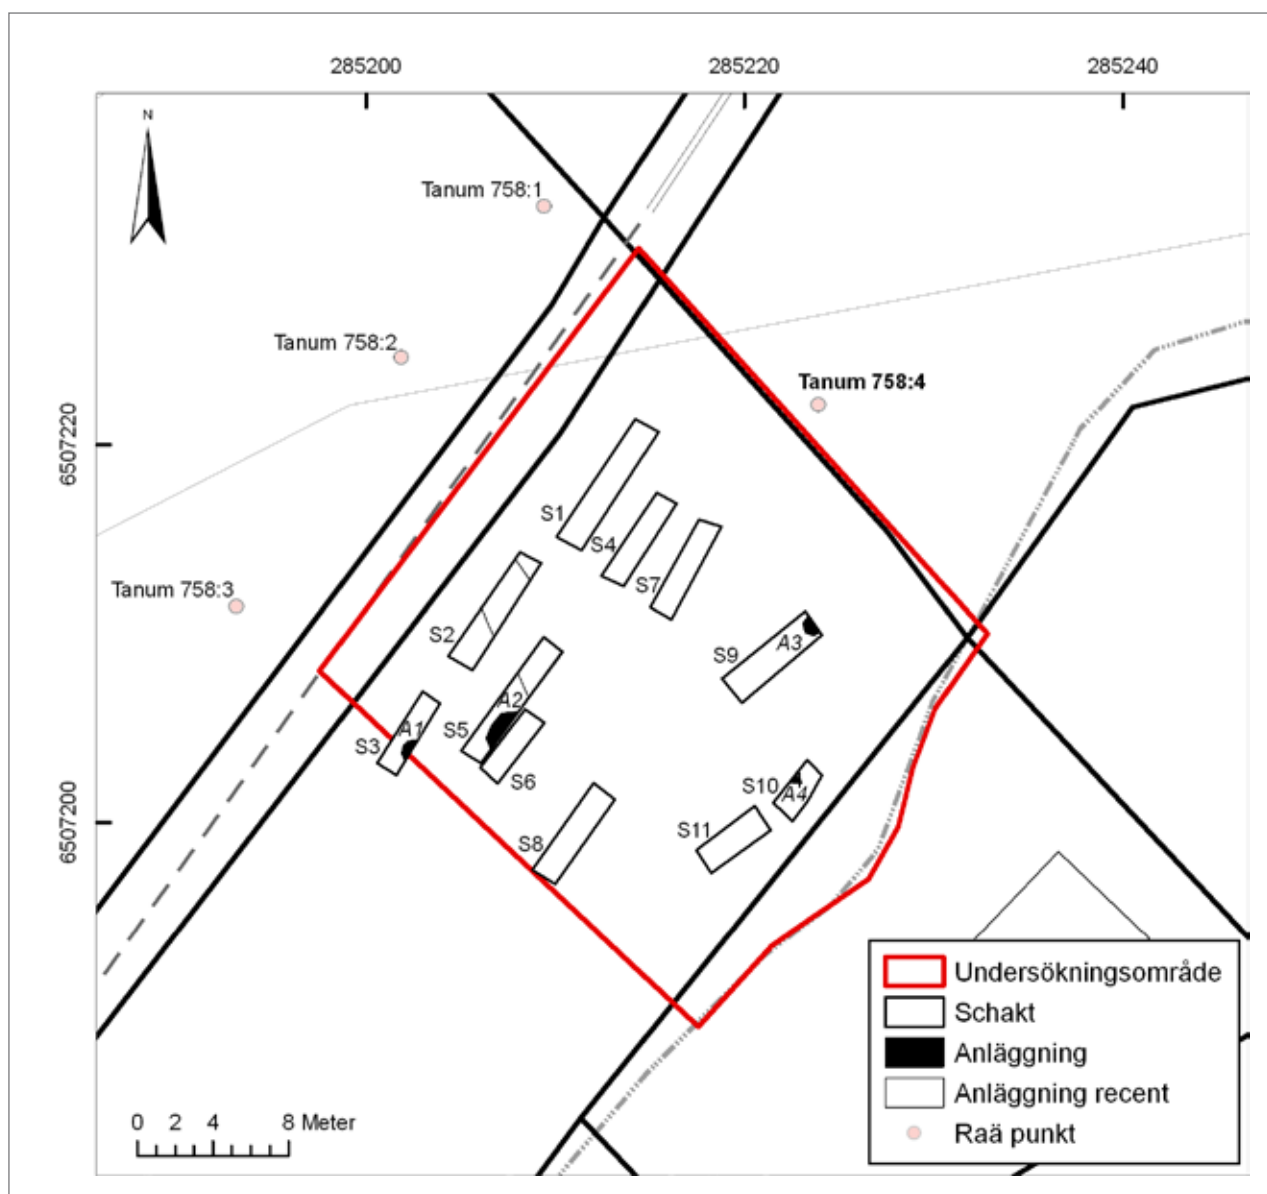 285200
285220
285240
N
Tanum 758:1
Tanum 758:2
Tanum 758:4
6507220
S1
S4
S7
Tanum 758:3
S2
A3
S9
A2
A1
S5
S3
S6
S10
A4
6507200
S11
S8
Undersökningsområde
Schakt
Anläggning
Anläggning recent
Raä punkt
0 2 4 8 Meter